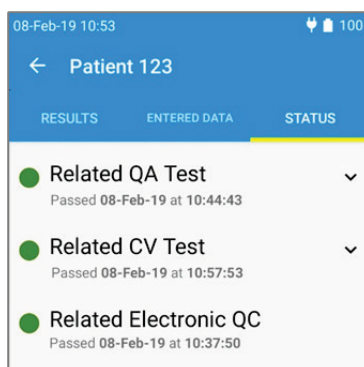 08-Feb-19 10:53 100
Patient 123
RESULTS ENTERED DATA STATUS
Related QA Test
Passed 08-Feb-19 at 10:44:43
Related CV Test
Passed 08-Feb-19 at 10:57:53
Related Electronic QC
Passed 08-Feb-19 at 10:37:50